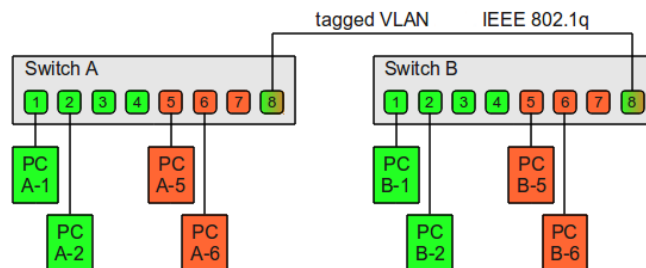 tagged VLAN IEEE 802.1q
Switch A
1 2 3 4 5 6 7 8
Switch B
1 2 3 4 5 6 7 8
PC
A-1
PC
A-5
PC
B-1
PC
B-5
PC
A-2
PC
A-6
PC
B-2
PC
B-6